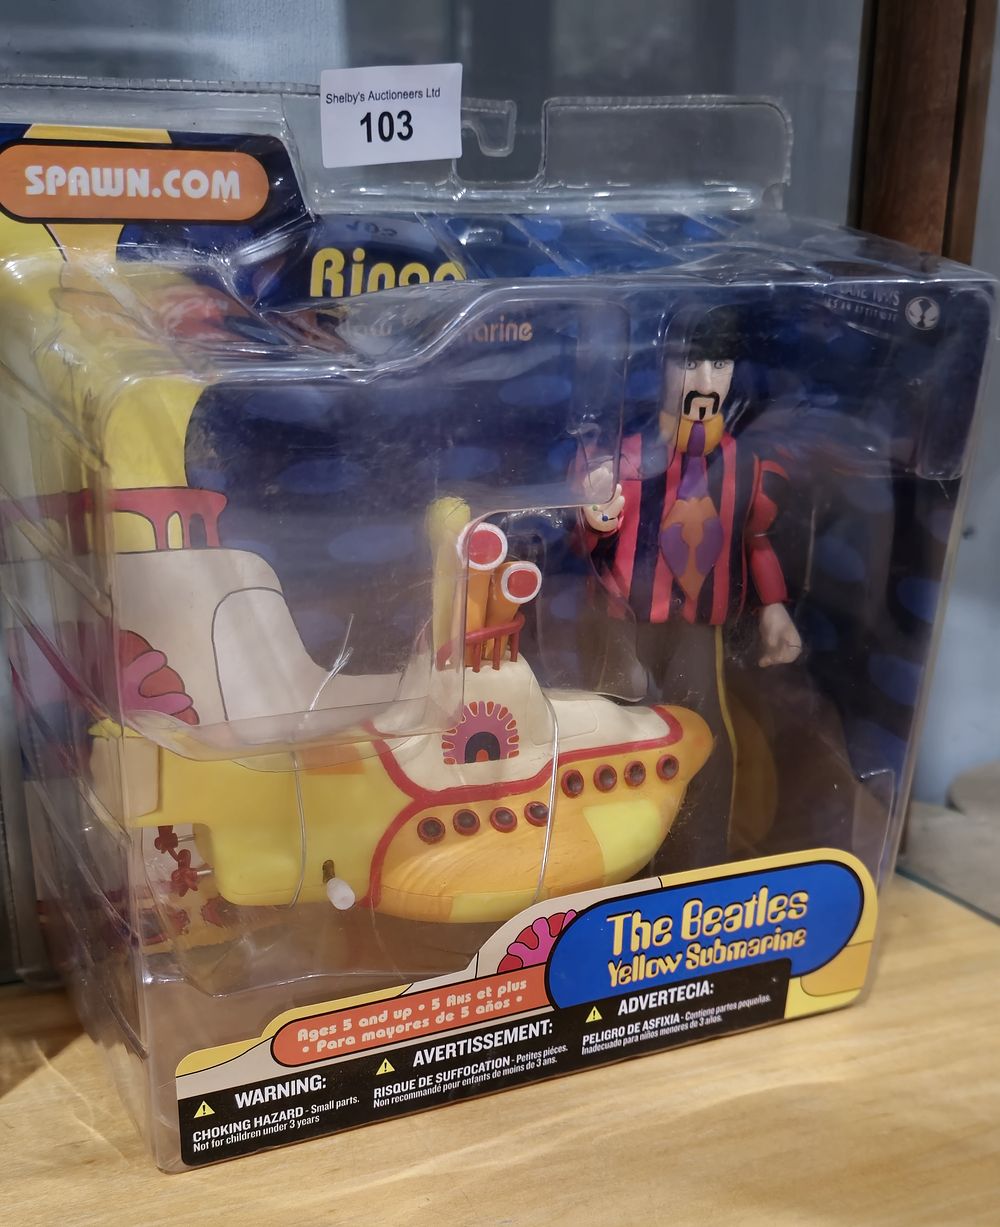 Shelby's Auctioneers Ltd
103
SPAWN.COM
Ringo
The Beatles
Yellow Submarine
Ages 5 and up • 5 Ans et plus
• Para mayores de 5 años •
WARNING:
CHOKING HAZARD - Small parts.
Not for children under 3 years
AVERTISSEMENT:
RISQUE DE SUFFOCATION - Petites piéces.
Non recommandé pour enfants de moins de 3 ans.
ADVERTECIA:
PELIGRO DE ASFIXIA - Contiene partes pequeñas.
Inadecuado para niños menores de 3 años.